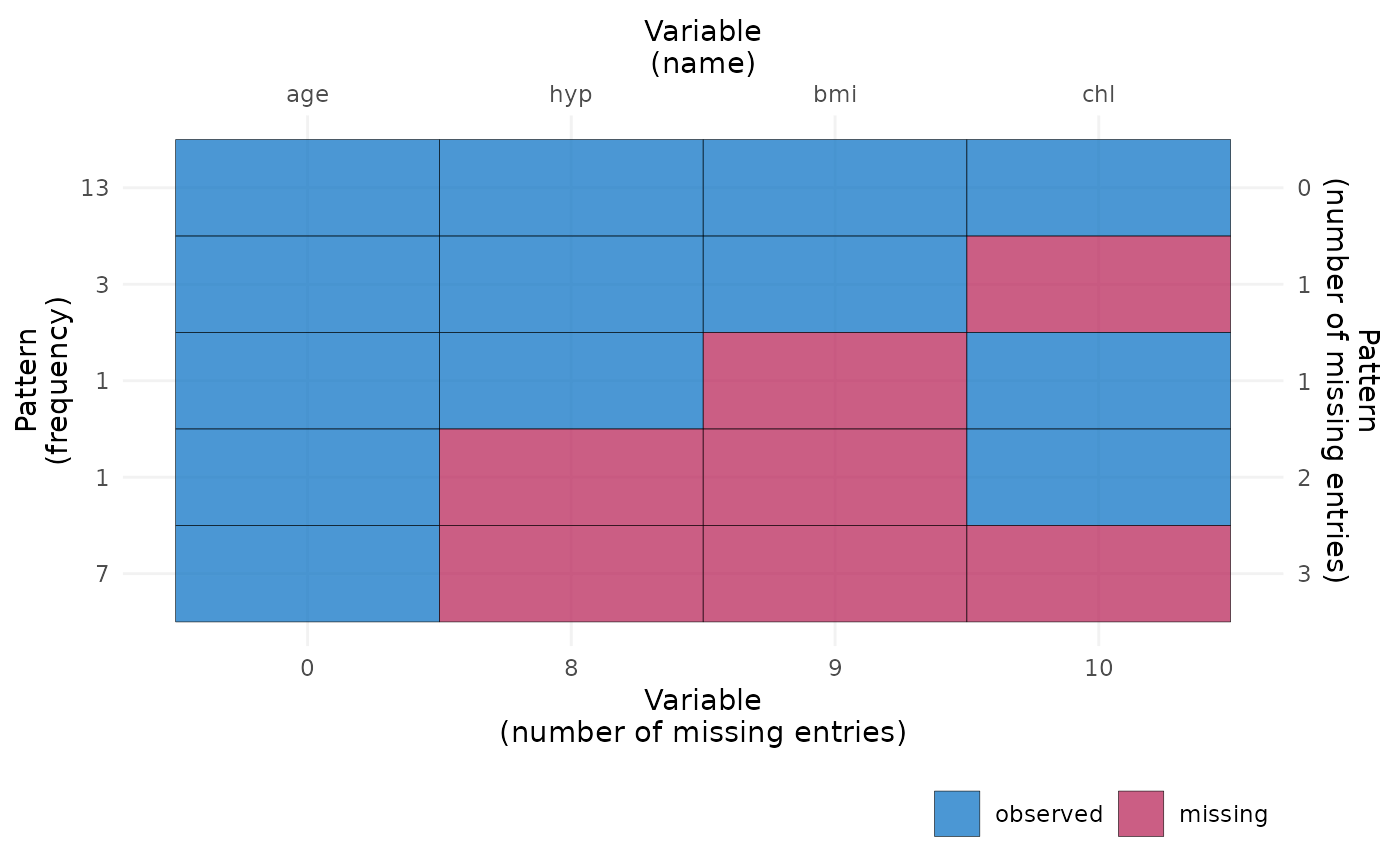 Variable
(name)
age hyp bmi chl
13 0
3 1
1 1
1 2
7 3
Pattern
(frequency)
Pattern
(number of missing entries)
0 8 9 10
Variable
(number of missing entries)
observed missing